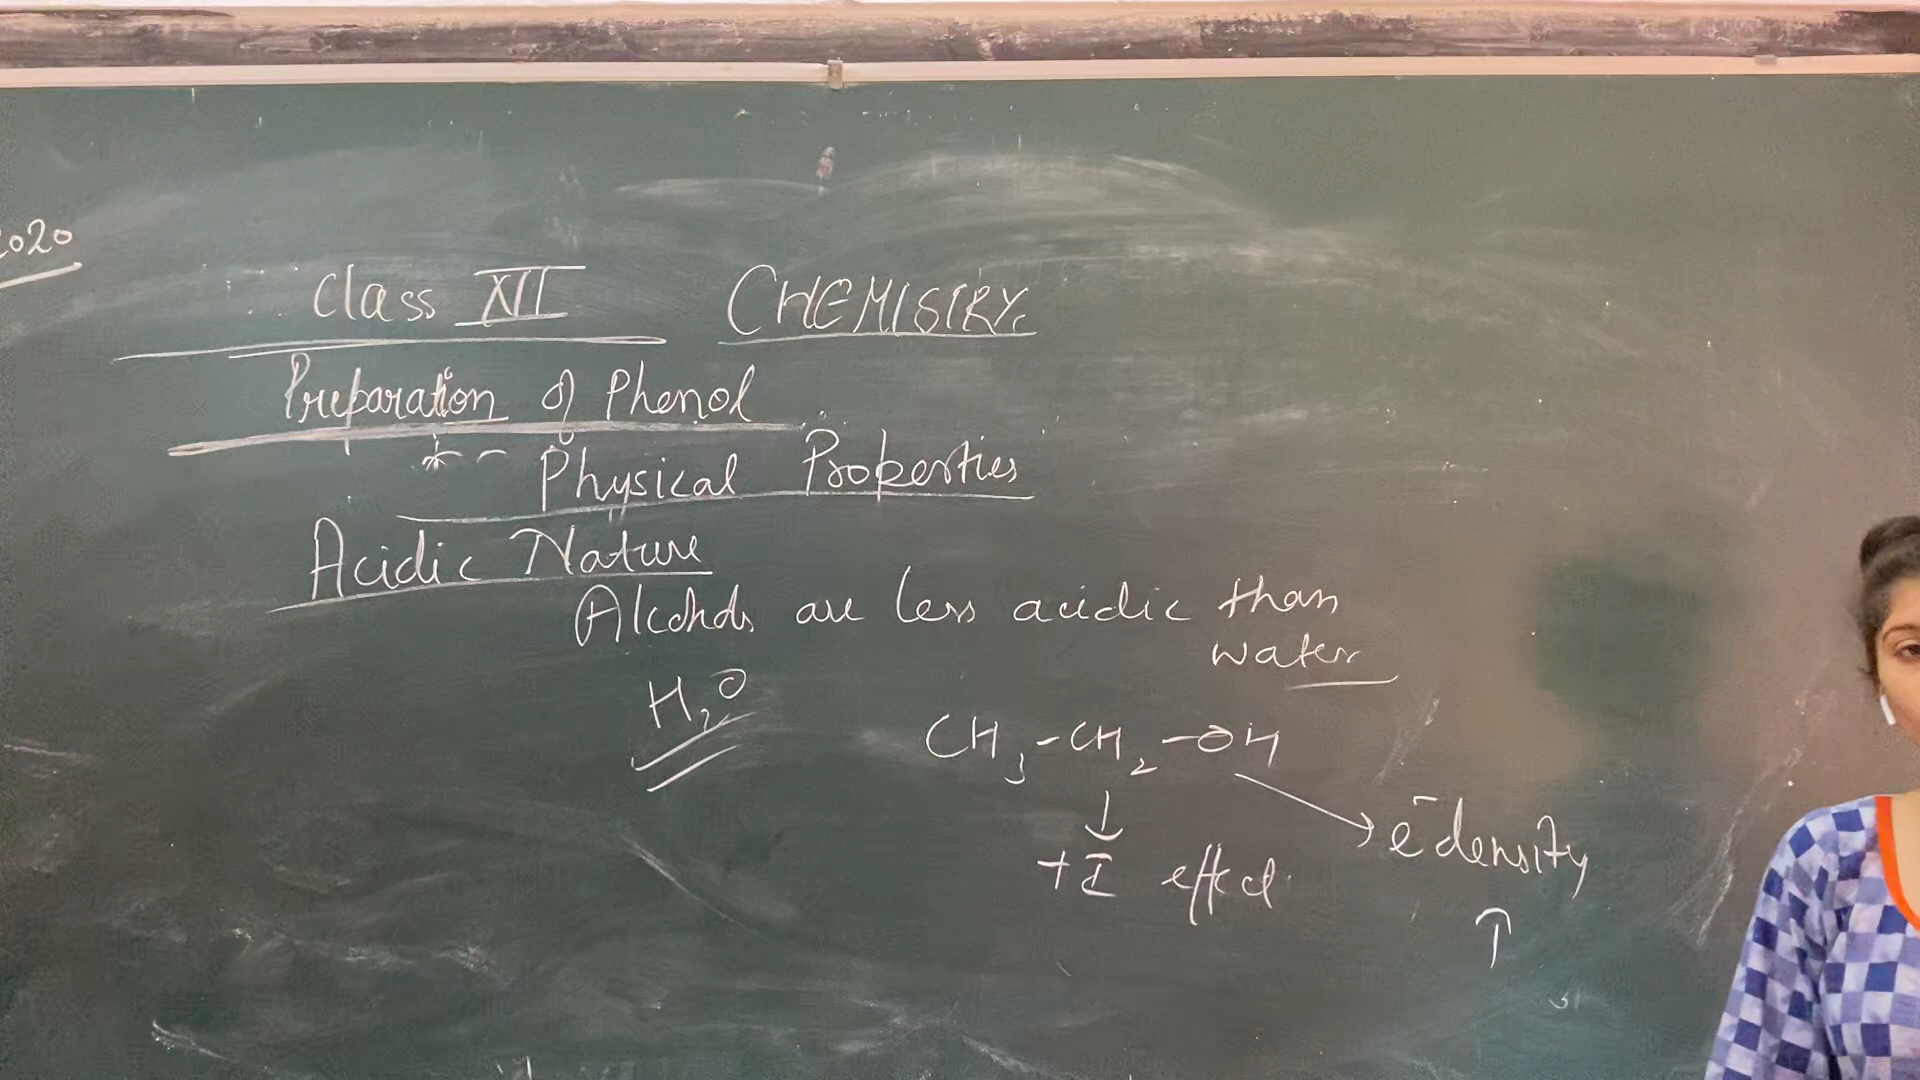 2020
Class XII CHEMISTRY
Preparation of Phenol
Physical Properties
Acidic Nature
Alcohols are less acidic than
water
H₂O
CH₃-CH₂-OH
e⁻ density
+I effect
↑